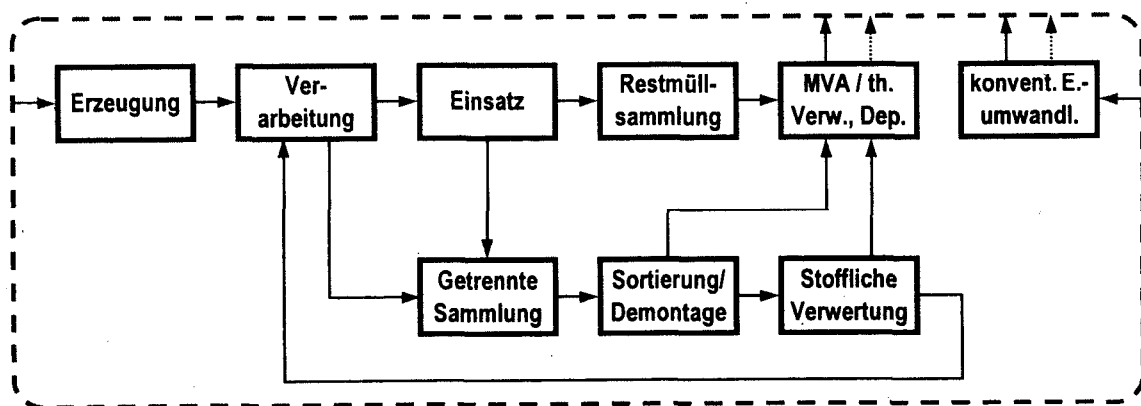 Erzeugung
Ver-
arbeitung
Einsatz
Restmüll-
sammlung
MVA / th.
Verw., Dep.
konvent. E.-
umwandl.
Getrennte
Sammlung
Sortierung/
Demontage
Stoffliche
Verwertung